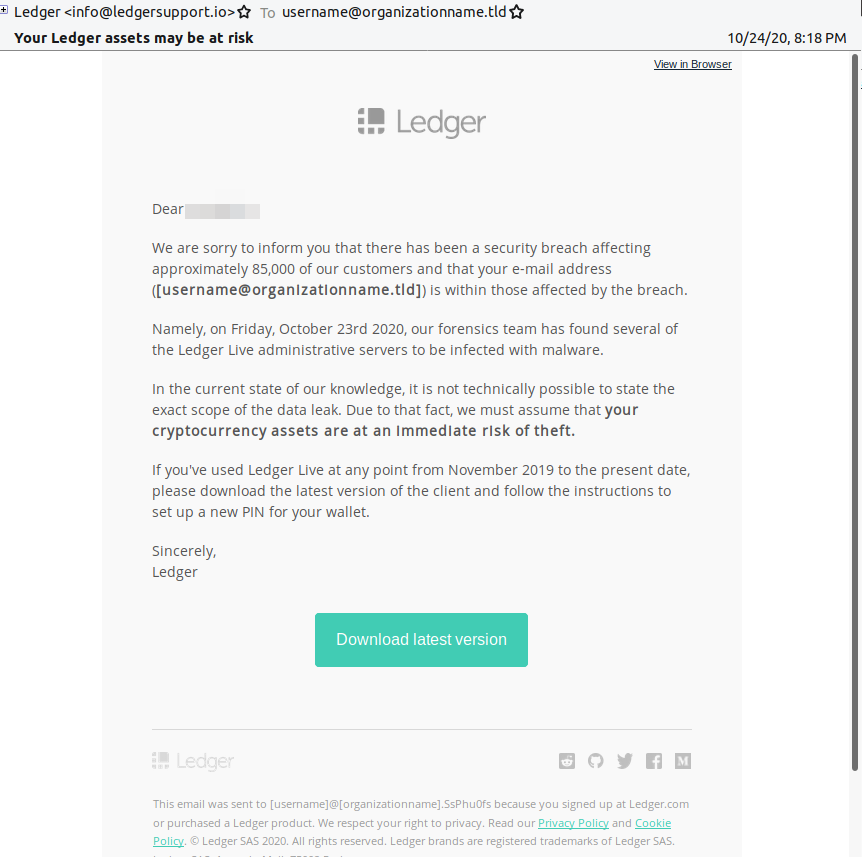 Ledger <info@ledgersupport.io> To username@organizationname.tld
Your Ledger assets may be at risk 10/24/20, 8:18 PM
View in Browser
Ledger
Dear
We are sorry to inform you that there has been a security breach affecting
approximately 85,000 of our customers and that your e-mail address
([username@organizationname.tld]) is within those affected by the breach.
Namely, on Friday, October 23rd 2020, our forensics team has found several of
the Ledger Live administrative servers to be infected with malware.
In the current state of our knowledge, it is not technically possible to state the
exact scope of the data leak. Due to that fact, we must assume that your
cryptocurrency assets are at an immediate risk of theft.
If you've used Ledger Live at any point from November 2019 to the present date,
please download the latest version of the client and follow the instructions to
set up a new PIN for your wallet.
Sincerely,
Ledger
Download latest version
Ledger
M
This email was sent to [username]@[organizationname].SsPhu0fs because you signed up at Ledger.com
or purchased a Ledger product. We respect your right to privacy. Read our Privacy Policy and Cookie
Policy. © Ledger SAS 2020. All rights reserved. Ledger brands are registered trademarks of Ledger SAS.